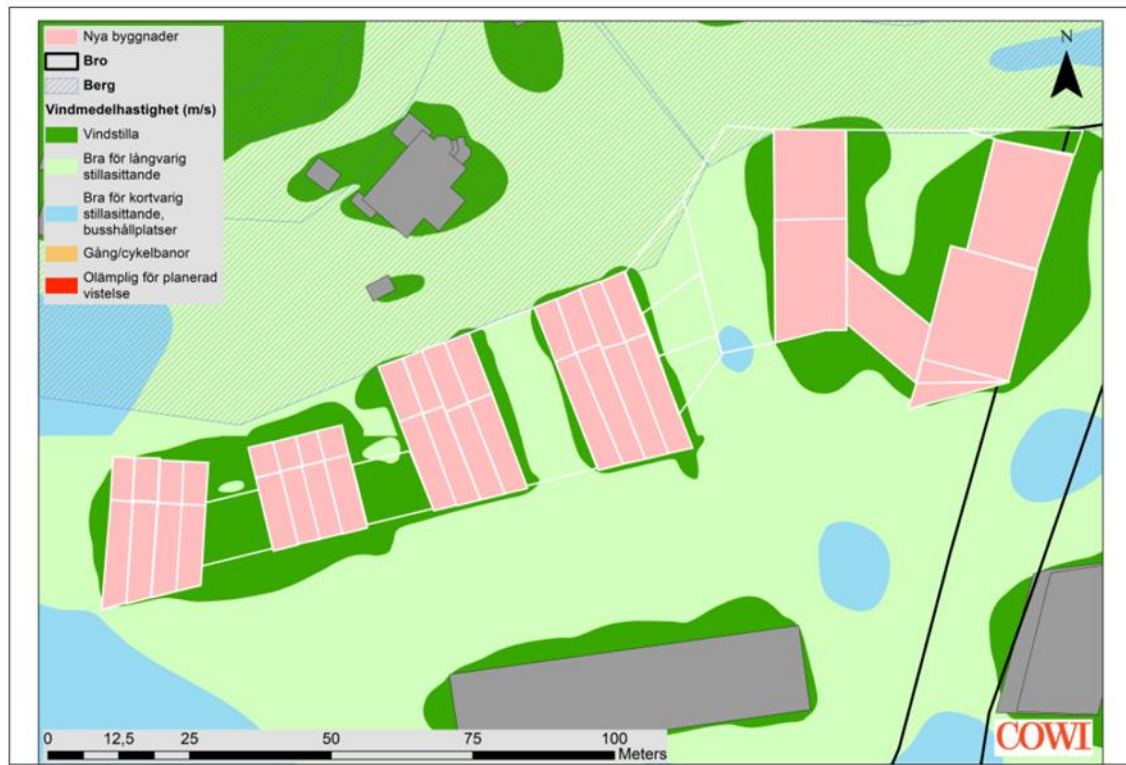 Nya byggnader
Bro
Berg
Vindmedelhastighet (m/s)
Vindstilla
Bra för långvarig
stillasittande
Bra för kortvarig
stillasittande,
busshållplatser
Gång/cykelbanor
Olämplig för planerad
vistelse
N
0 12,5 25 50 75 100
Meters
COWI